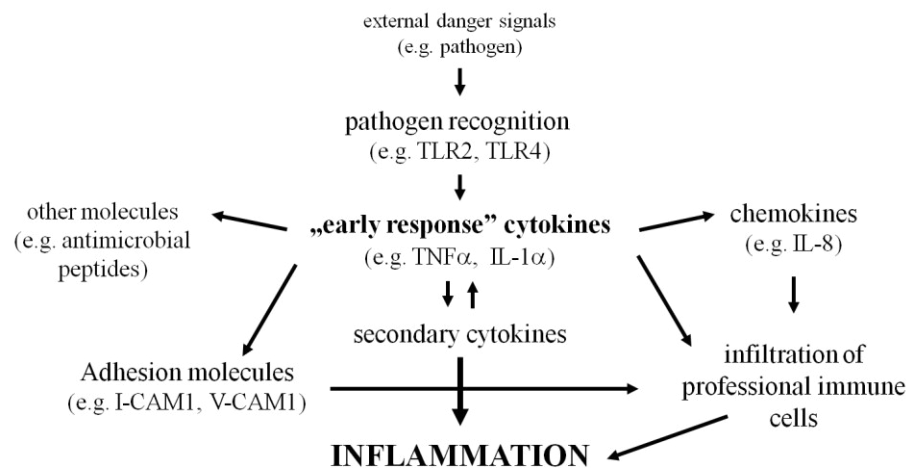 external danger signals
(e.g. pathogen)
pathogen recognition
(e.g. TLR2, TLR4)
other molecules
(e.g. antimicrobial
peptides)
„early response” cytokines
(e.g. TNFα, IL-1α)
chemokines
(e.g. IL-8)
secondary cytokines
Adhesion molecules
(e.g. I-CAM1, V-CAM1)
infiltration of
professional immune
cells
INFLAMMATION